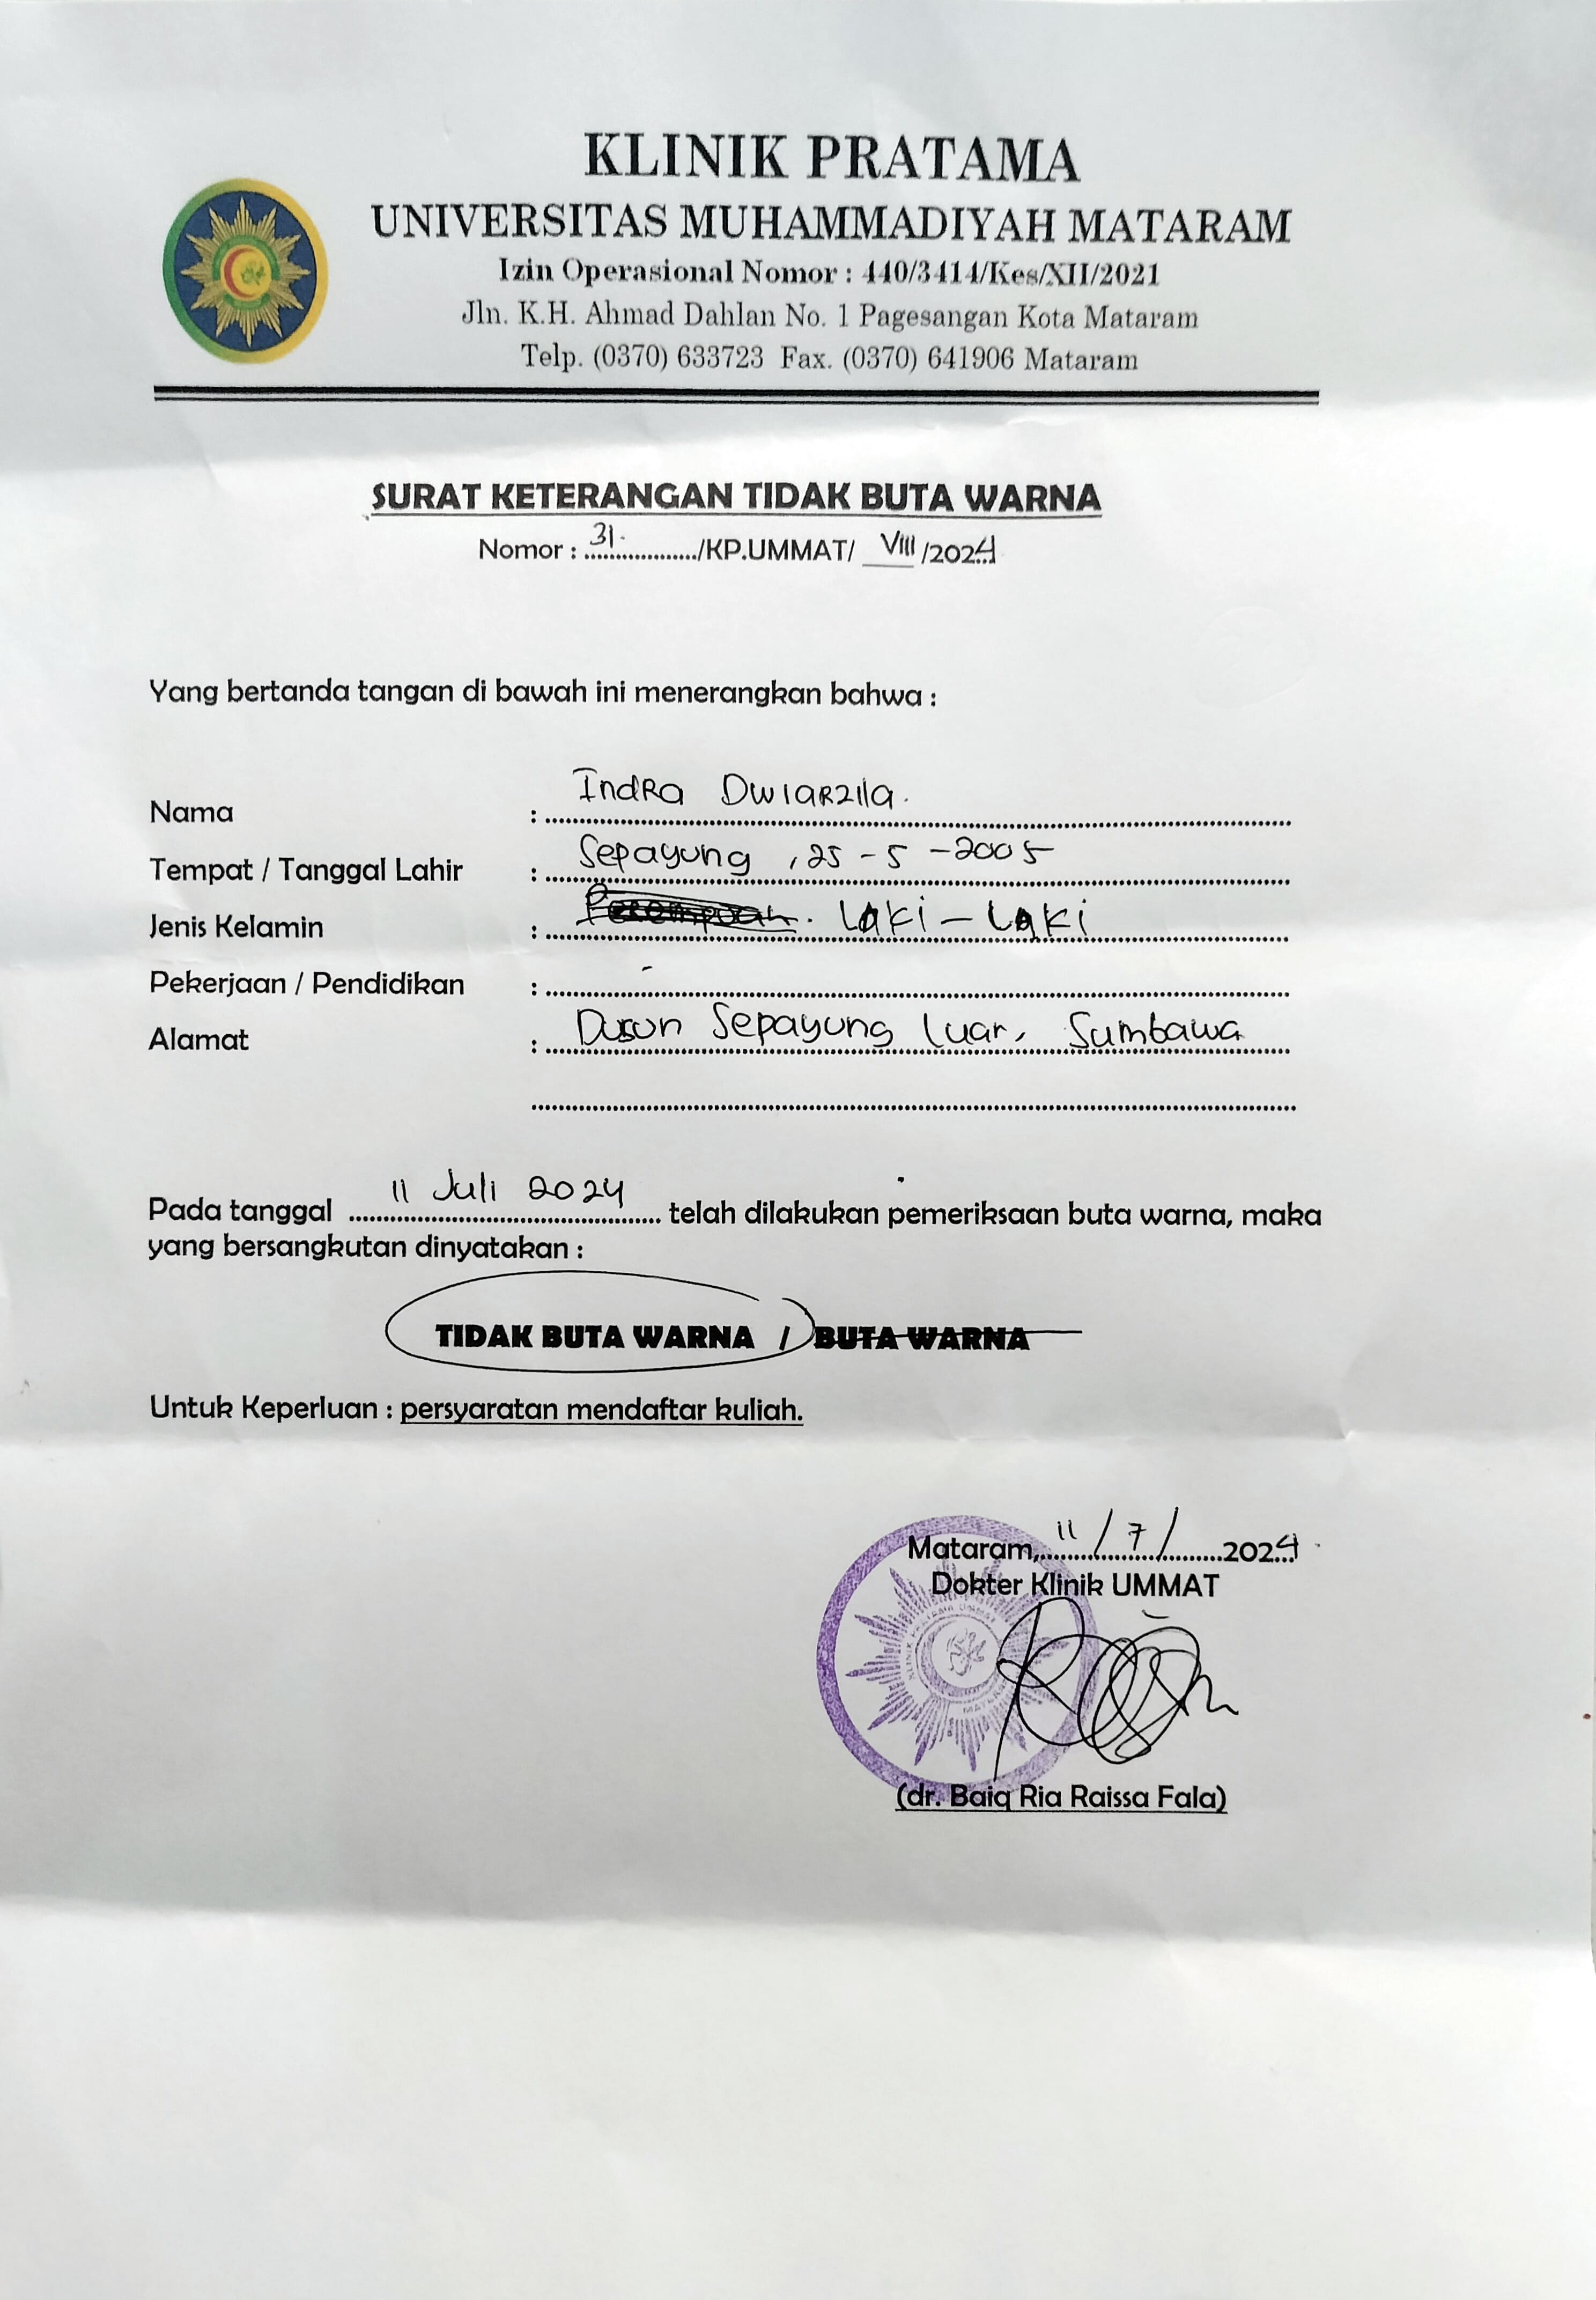 KLINIK PRATAMA
UNIVERSITAS MUHAMMADIYAH MATARAM
Izin Operasional Nomor : 440/3414/Kes/XII/2021
Jln. K.H. Ahmad Dahlan No. 1 Pagesangan Kota Mataram
Telp. (0370) 633723 Fax. (0370) 641906 Mataram
SURAT KETERANGAN TIDAK BUTA WARNA
Nomor : 31. /KP.UMMAT/ VIII /2024
Yang bertanda tangan di bawah ini menerangkan bahwa :
Nama : Indra Dwiarzila.
Tempat / Tanggal Lahir : Sepayung , 25 - 5 - 2005
Jenis Kelamin : Perempuan. Laki - Laki
Pekerjaan / Pendidikan : -
Alamat : Dusun Sepayung Luar, Sumbawa
Pada tanggal 11 Juli 2024 telah dilakukan pemeriksaan buta warna, maka
yang bersangkutan dinyatakan :
TIDAK BUTA WARNA / BUTA WARNA
Untuk Keperluan : persyaratan mendaftar kuliah.
Mataram, 11 / 7 / 2024
Dokter Klinik UMMAT
KLINIK PRATAMA UMMAT
MATARAM
(dr. Baiq Ria Raissa Fala)